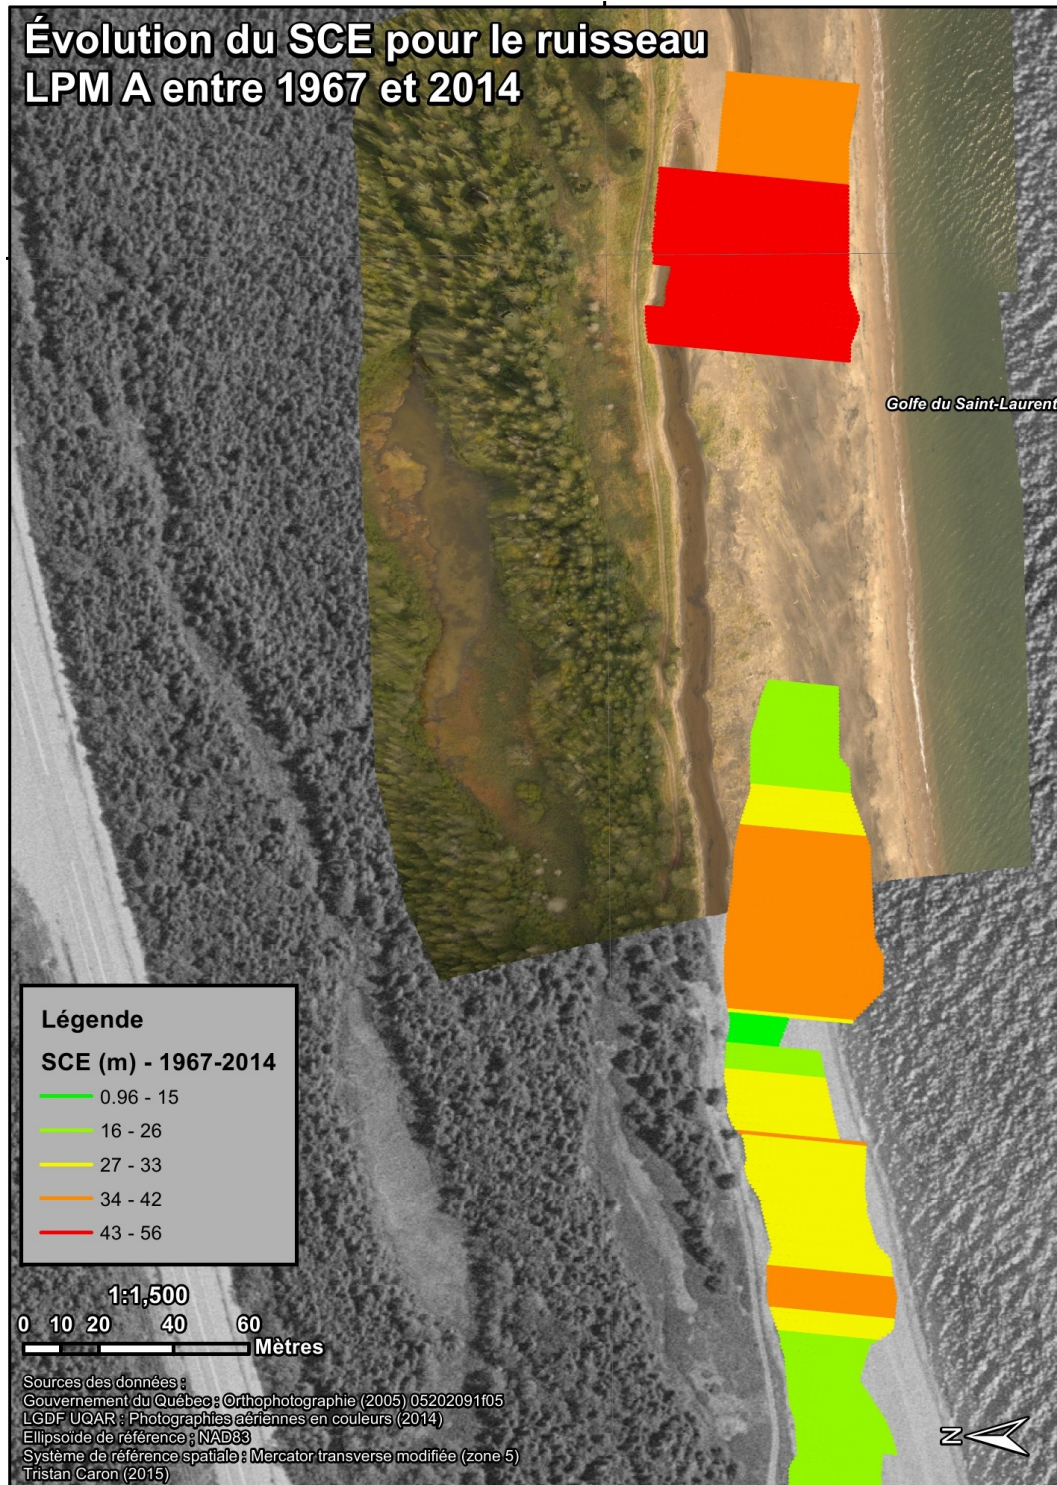 Évolution du SCE pour le ruisseau
LPM A entre 1967 et 2014
Golfe du Saint-Laurent
Légende
SCE (m) - 1967-2014
0.96 - 15
16 - 26
27 - 33
34 - 42
43 - 56
1:1,500
0 10 20 40 60
Mètres
Sources des données :
Gouvernement du Québec : Orthophotographie (2005) 05202091f05
LGDF UQAR : Photographies aériennes en couleurs (2014)
Ellipsoide de référence : NAD83
Système de référence spatiale : Mercator transverse modifiée (zone 5)
Tristan Caron (2015)
N